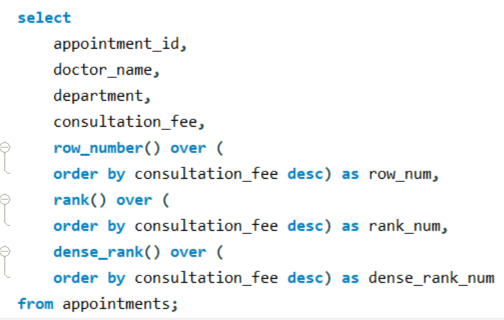 select
appointment_id,
doctor_name,
department,
consultation_fee,
row_number() over (
order by consultation_fee desc) as row_num,
rank() over (
order by consultation_fee desc) as rank_num,
dense_rank() over (
order by consultation_fee desc) as dense_rank_num
from appointments;